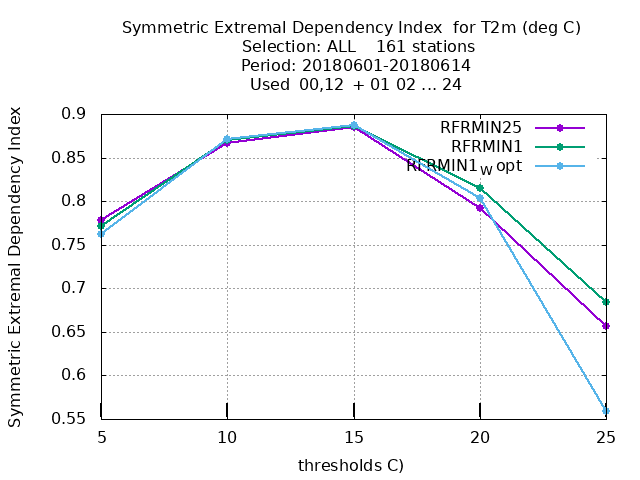 Symmetric Extremal Dependency Index  for T2m (deg C)
Selection: ALL    161 stations
Period: 20180601-20180614
Used  00,12  + 01 02 ... 24
Symmetric Extremal Dependency Index
0.9
0.85
0.8
0.75
0.7
0.65
0.6
0.55
RFRMIN25
RFRMIN1
RFRMIN1w opt
5 10 15 20 25
thresholds C)